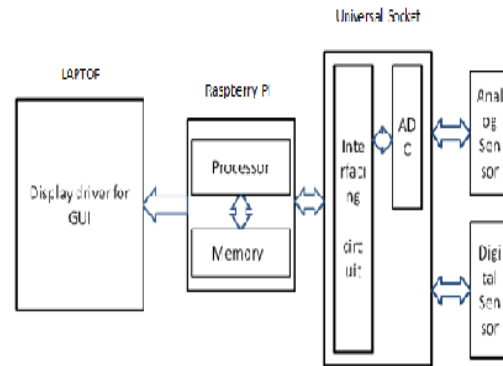 Universal Socket
LAPTOP
Raspberry PI
Display driver for
GUI
Processor
Memory
Inte
rfaci
ng
circ
uit
AD
C
Anal
og
Sen
sor
Digi
tal
Sen
sor